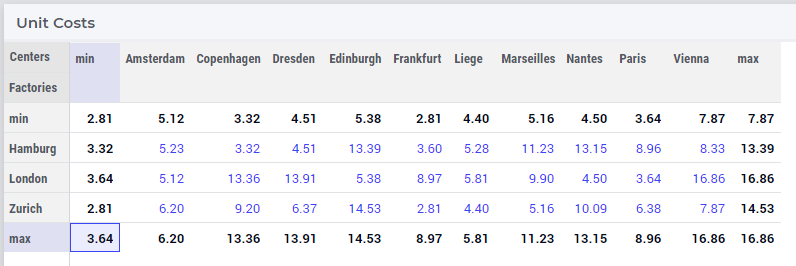 Unit Costs
Centers min Amsterdam Copenhagen Dresden Edinburgh Frankfurt Liege Marseilles Nantes Paris Vienna max
Factories
min 2.81 5.12 3.32 4.51 5.38 2.81 4.40 5.16 4.50 3.64 7.87 7.87
Hamburg 3.32 5.23 3.32 4.51 13.39 3.60 5.28 11.23 13.15 8.96 8.33 13.39
London 3.64 5.12 13.36 13.91 5.38 8.97 5.81 9.90 4.50 3.64 16.86 16.86
Zurich 2.81 6.20 9.20 6.37 14.53 2.81 4.40 5.16 10.09 6.38 7.87 14.53
max 3.64 6.20 13.36 13.91 14.53 8.97 5.81 11.23 13.15 8.96 16.86 16.86